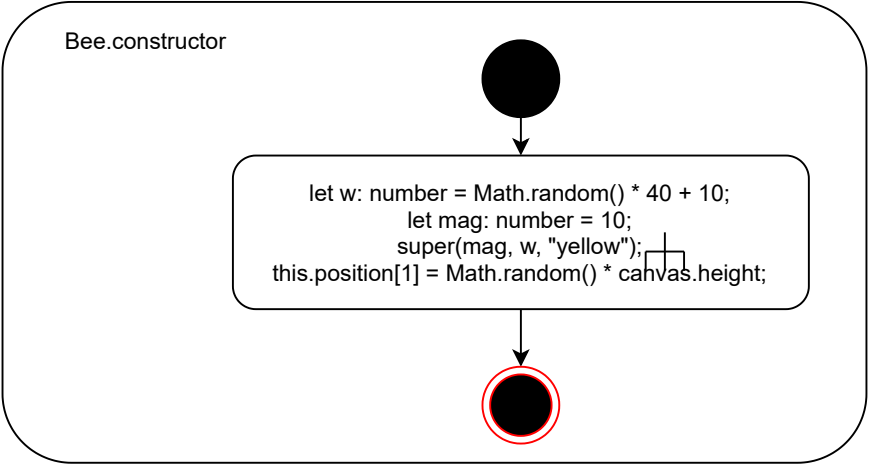 Bee.constructor
let w: number = Math.random() * 40 + 10;
let mag: number = 10;
super(mag, w, "yellow");
this.position[1] = Math.random() * canvas.height;